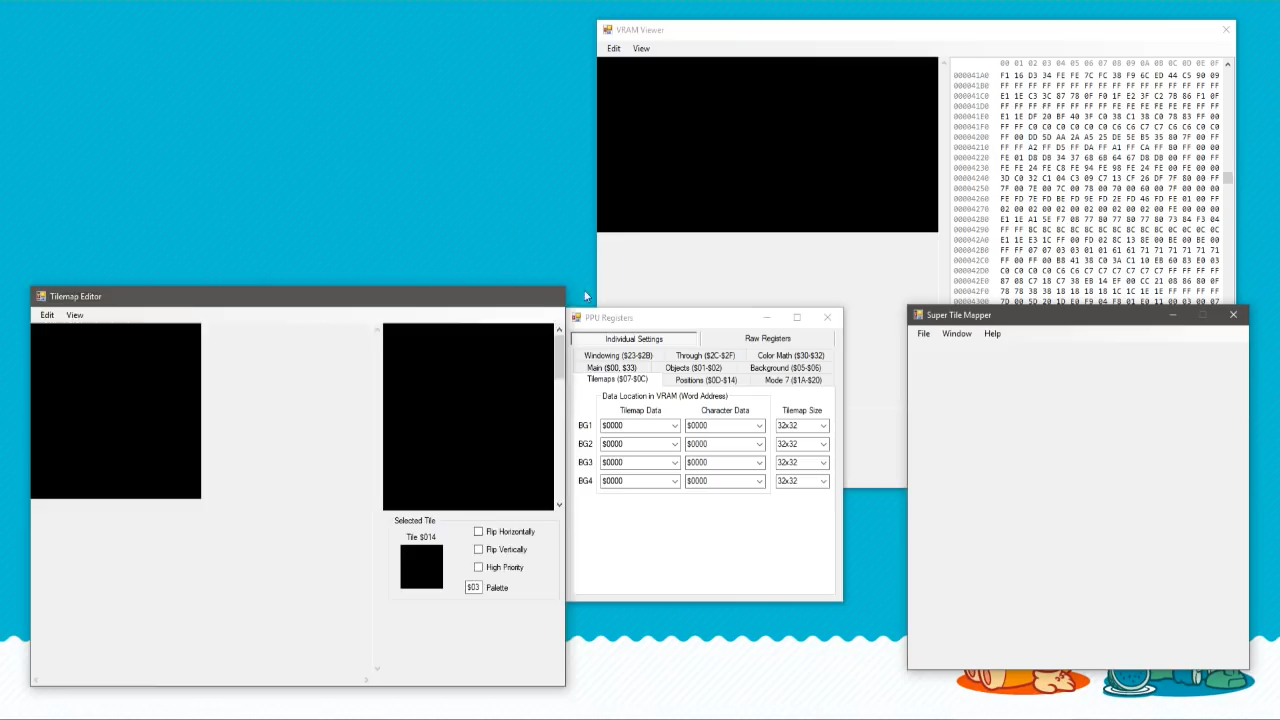 VRAM Viewer
Edit View
00 01 02 03 04 05 06 07 08 09 0A 0B 0C 0D 0E 0F
000041A0 F1 16 D3 34 FE FE 7C FC 38 F9 6C ED 44 C5 90 09
000041B0 FF FF FF FF FF FF FF FF FF FF FF FF FF FF FF FF
000041C0 E1 1E C3 3C 87 78 0F F0 1F E2 3F C2 78 86 F1 0F
000041D0 FF FF FF FF FF FF FF FF FE FE FE FE FE FE FE FE
000041E0 E1 1E DF 20 BF 40 3F C0 38 C1 38 C0 78 83 FF 00
000041F0 FF FF C0 C0 C0 C0 C0 C0 C6 C6 C7 C7 C6 C6 C0 C0
00004200 FF 00 DD 5D AA 2A A5 25 DE 5E B5 35 80 7F 00 FF
00004210 FF FF A2 FF D5 FF DA FF A1 FF CA FF 80 FF 00 00
00004220 FE 01 D8 DB 34 37 68 6B 64 67 D8 DB 00 FF 00 FF
00004230 FE FE 24 FE C8 FE 94 FE 98 FE 24 FE 00 FE 00 00
00004240 3D C0 32 C1 04 C3 09 C7 13 CF 26 DF 7F 80 00 FF
00004250 7F 00 7E 00 7C 00 78 00 70 00 60 00 7F 00 00 00
00004260 FE FD 7E FD BE FD 9E FD 2E FD 46 FD FE 01 00 FF
00004270 02 00 02 00 02 00 02 00 02 00 02 00 FE 00 00 00
00004280 E1 1E A1 5E F7 08 77 80 77 80 77 80 73 84 F3 04
00004290 FF FF 8C 8C 8C 8C 8C 8C 8C 8C 8C 8C 8C 8C 0C 0C
000042A0 E1 1E E3 1C FF 00 FD 02 8C 13 8E 00 BE 00 BE 00
000042B0 FF FF 07 07 03 03 01 01 61 61 71 71 71 71 71 71
000042C0 FF 00 FF 00 B8 41 38 C0 3A C1 10 EB 60 83 E0 03
000042D0 C0 C0 C0 C0 C6 C6 C7 C7 C7 C7 C7 C7 FF FF FF FF
000042E0 87 08 C7 18 C7 38 EB 14 EF 00 CC 21 08 86 80 0F
000042F0 78 78 38 38 18 18 18 18 1C 1C 1E 1E FF FF FF FF
00004300 7D 00 5D 20 1D E0 F9 04 F8 01 E0 11 00 03 00 07
Tilemap Editor
Edit View
Selected Tile
Tile $014
Flip Horizontally
Flip Vertically
High Priority
$03 Palette
PPU Registers
Individual Settings Raw Registers
Windowing ($23-$2B) Through ($2C-$2F) Color Math ($30-$32)
Main ($00, $33) Objects ($01-$02) Background ($05-$06)
Tilemaps ($07-$0C) Positions ($0D-$14) Mode 7 ($1A-$20)
Data Location in VRAM (Word Address)
Tilemap Data Character Data Tilemap Size
BG1 $0000 $0000 32x32
BG2 $0000 $0000 32x32
BG3 $0000 $0000 32x32
BG4 $0000 $0000 32x32
Super Tile Mapper
File Window Help